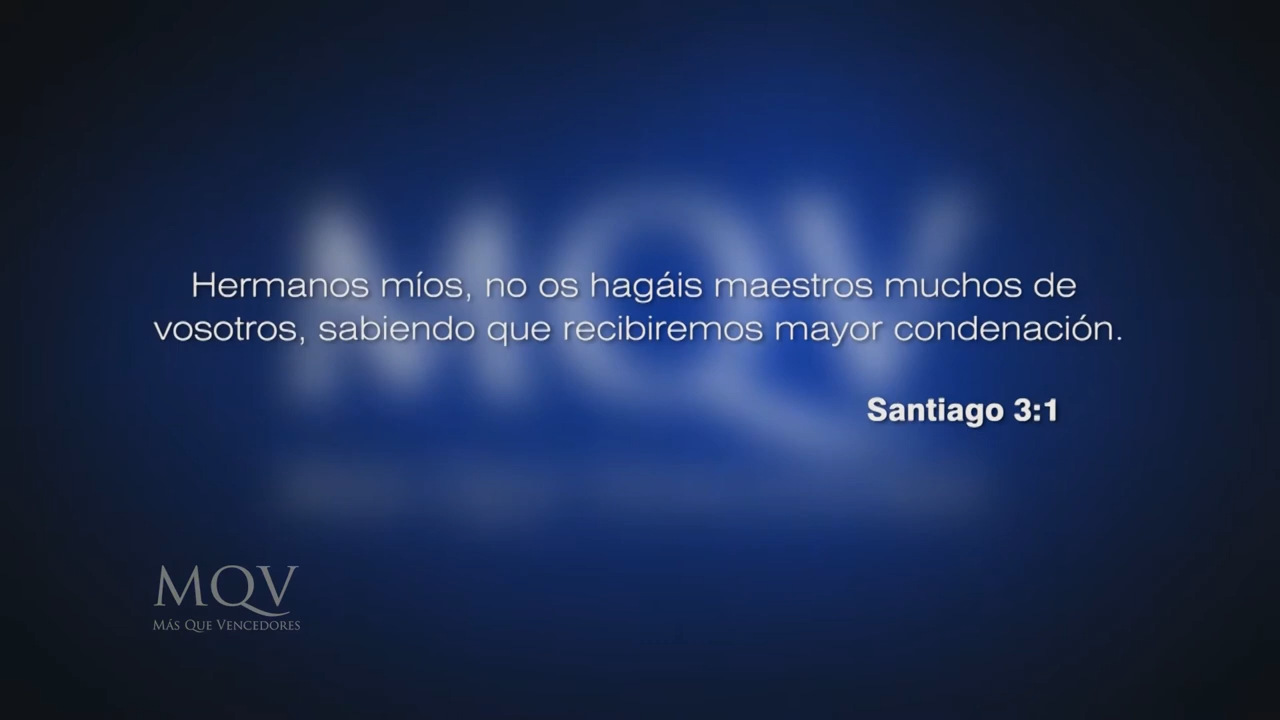 Hermanos míos, no os hagáis maestros muchos de
vosotros, sabiendo que recibiremos mayor condenación.
Santiago 3:1
MQV
MÁS QUE VENCEDORES